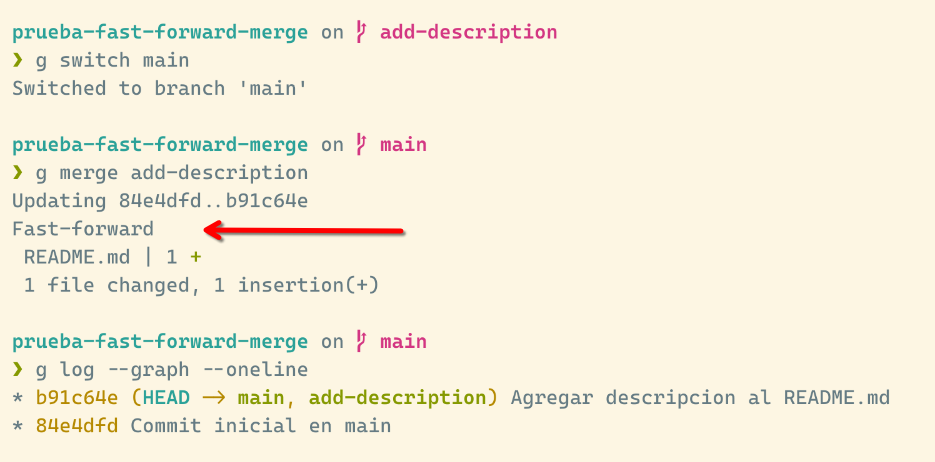 prueba-fast-forward-merge on add-description
❯ g switch main
Switched to branch 'main'
prueba-fast-forward-merge on main
❯ g merge add-description
Updating 84e4dfd..b91c64e
Fast-forward
README.md | 1 +
1 file changed, 1 insertion(+)
prueba-fast-forward-merge on main
❯ g log --graph --oneline
* b91c64e (HEAD -> main, add-description) Agregar descripcion al README.md
* 84e4dfd Commit inicial en main